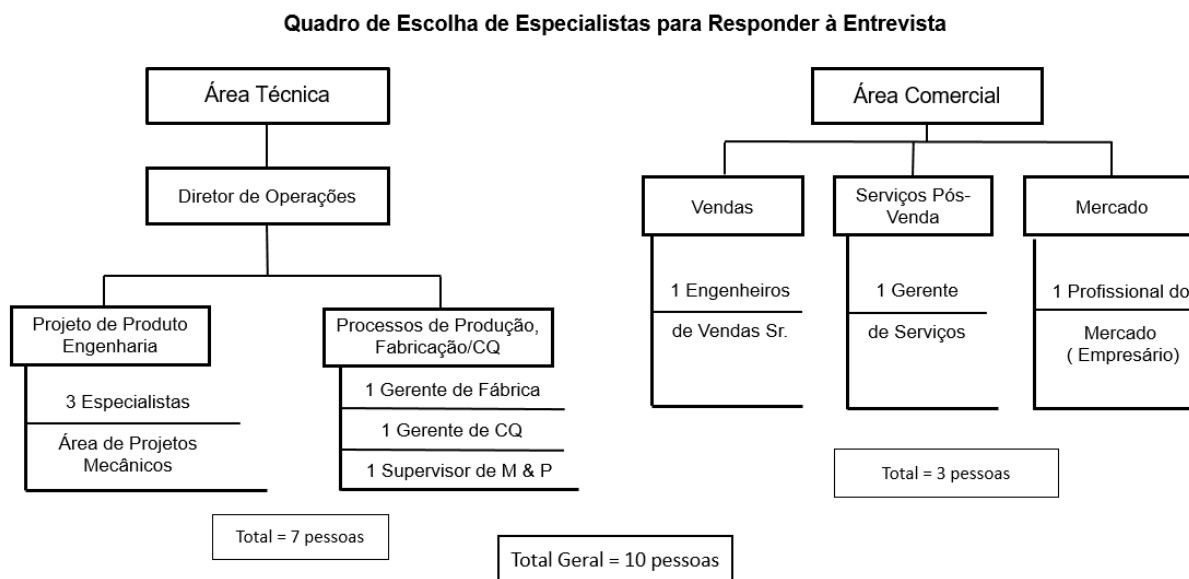 Quadro de Escolha de Especialistas para Responder à Entrevista
Área Técnica
Diretor de Operações
Projeto de Produto
Engenharia
3 Especialistas
Área de Projetos
Mecânicos
Processos de Produção,
Fabricação/CQ
1 Gerente de Fábrica
1 Gerente de CQ
1 Supervisor de M & P
Total = 7 pessoas
Área Comercial
Vendas
1 Engenheiros
de Vendas Sr.
Serviços Pós-
Venda
1 Gerente
de Serviços
Mercado
1 Profissional do
Mercado
( Empresário)
Total = 3 pessoas
Total Geral = 10 pessoas